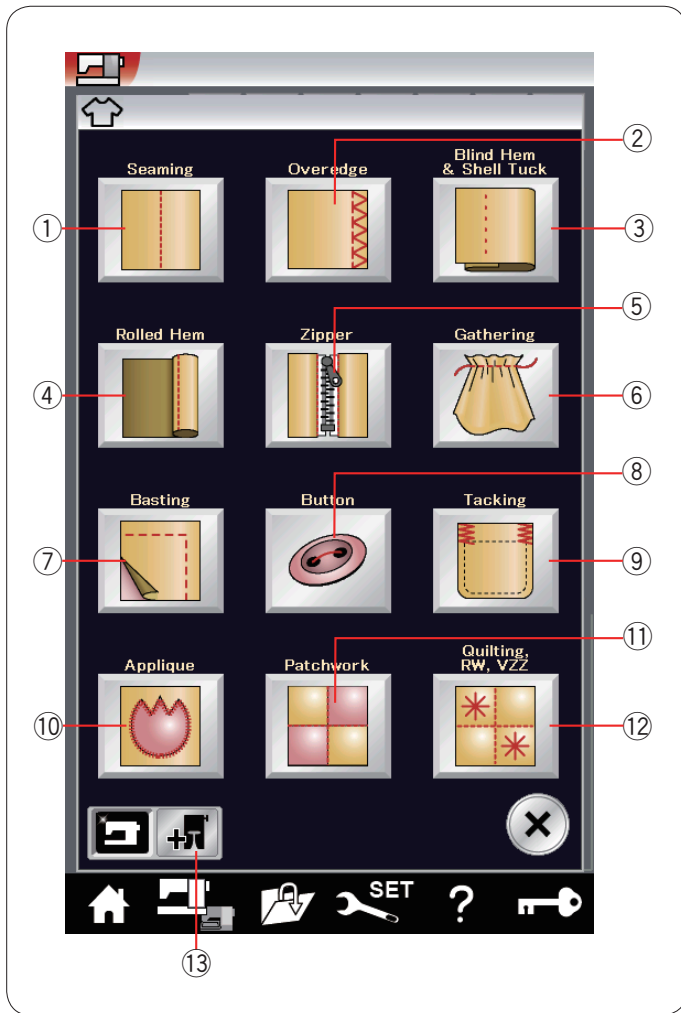 Seaming
Overedge
Blind Hem
& Shell Tuck
①
②
③
Rolled Hem
Zipper
Gathering
④
⑤
⑥
Basting
Button
Tacking
⑦
⑧
⑨
Applique
Patchwork
Quilting,
RW, VZZ
⑩
⑪
⑫
SET
?
⑬